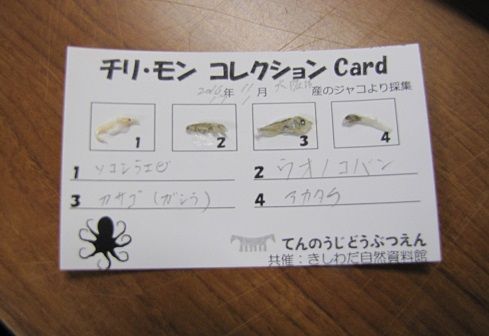 チリ・モン コレクション Card
2016年 11月 大阪湾産のジャコより採集
1 2 3 4
1 ソコシラエビ 2 ウオノコバン
3 カサゴ(ガシラ) 4 アカタチ
てんのうじどうぶつえん
共催：きしわだ自然資料館